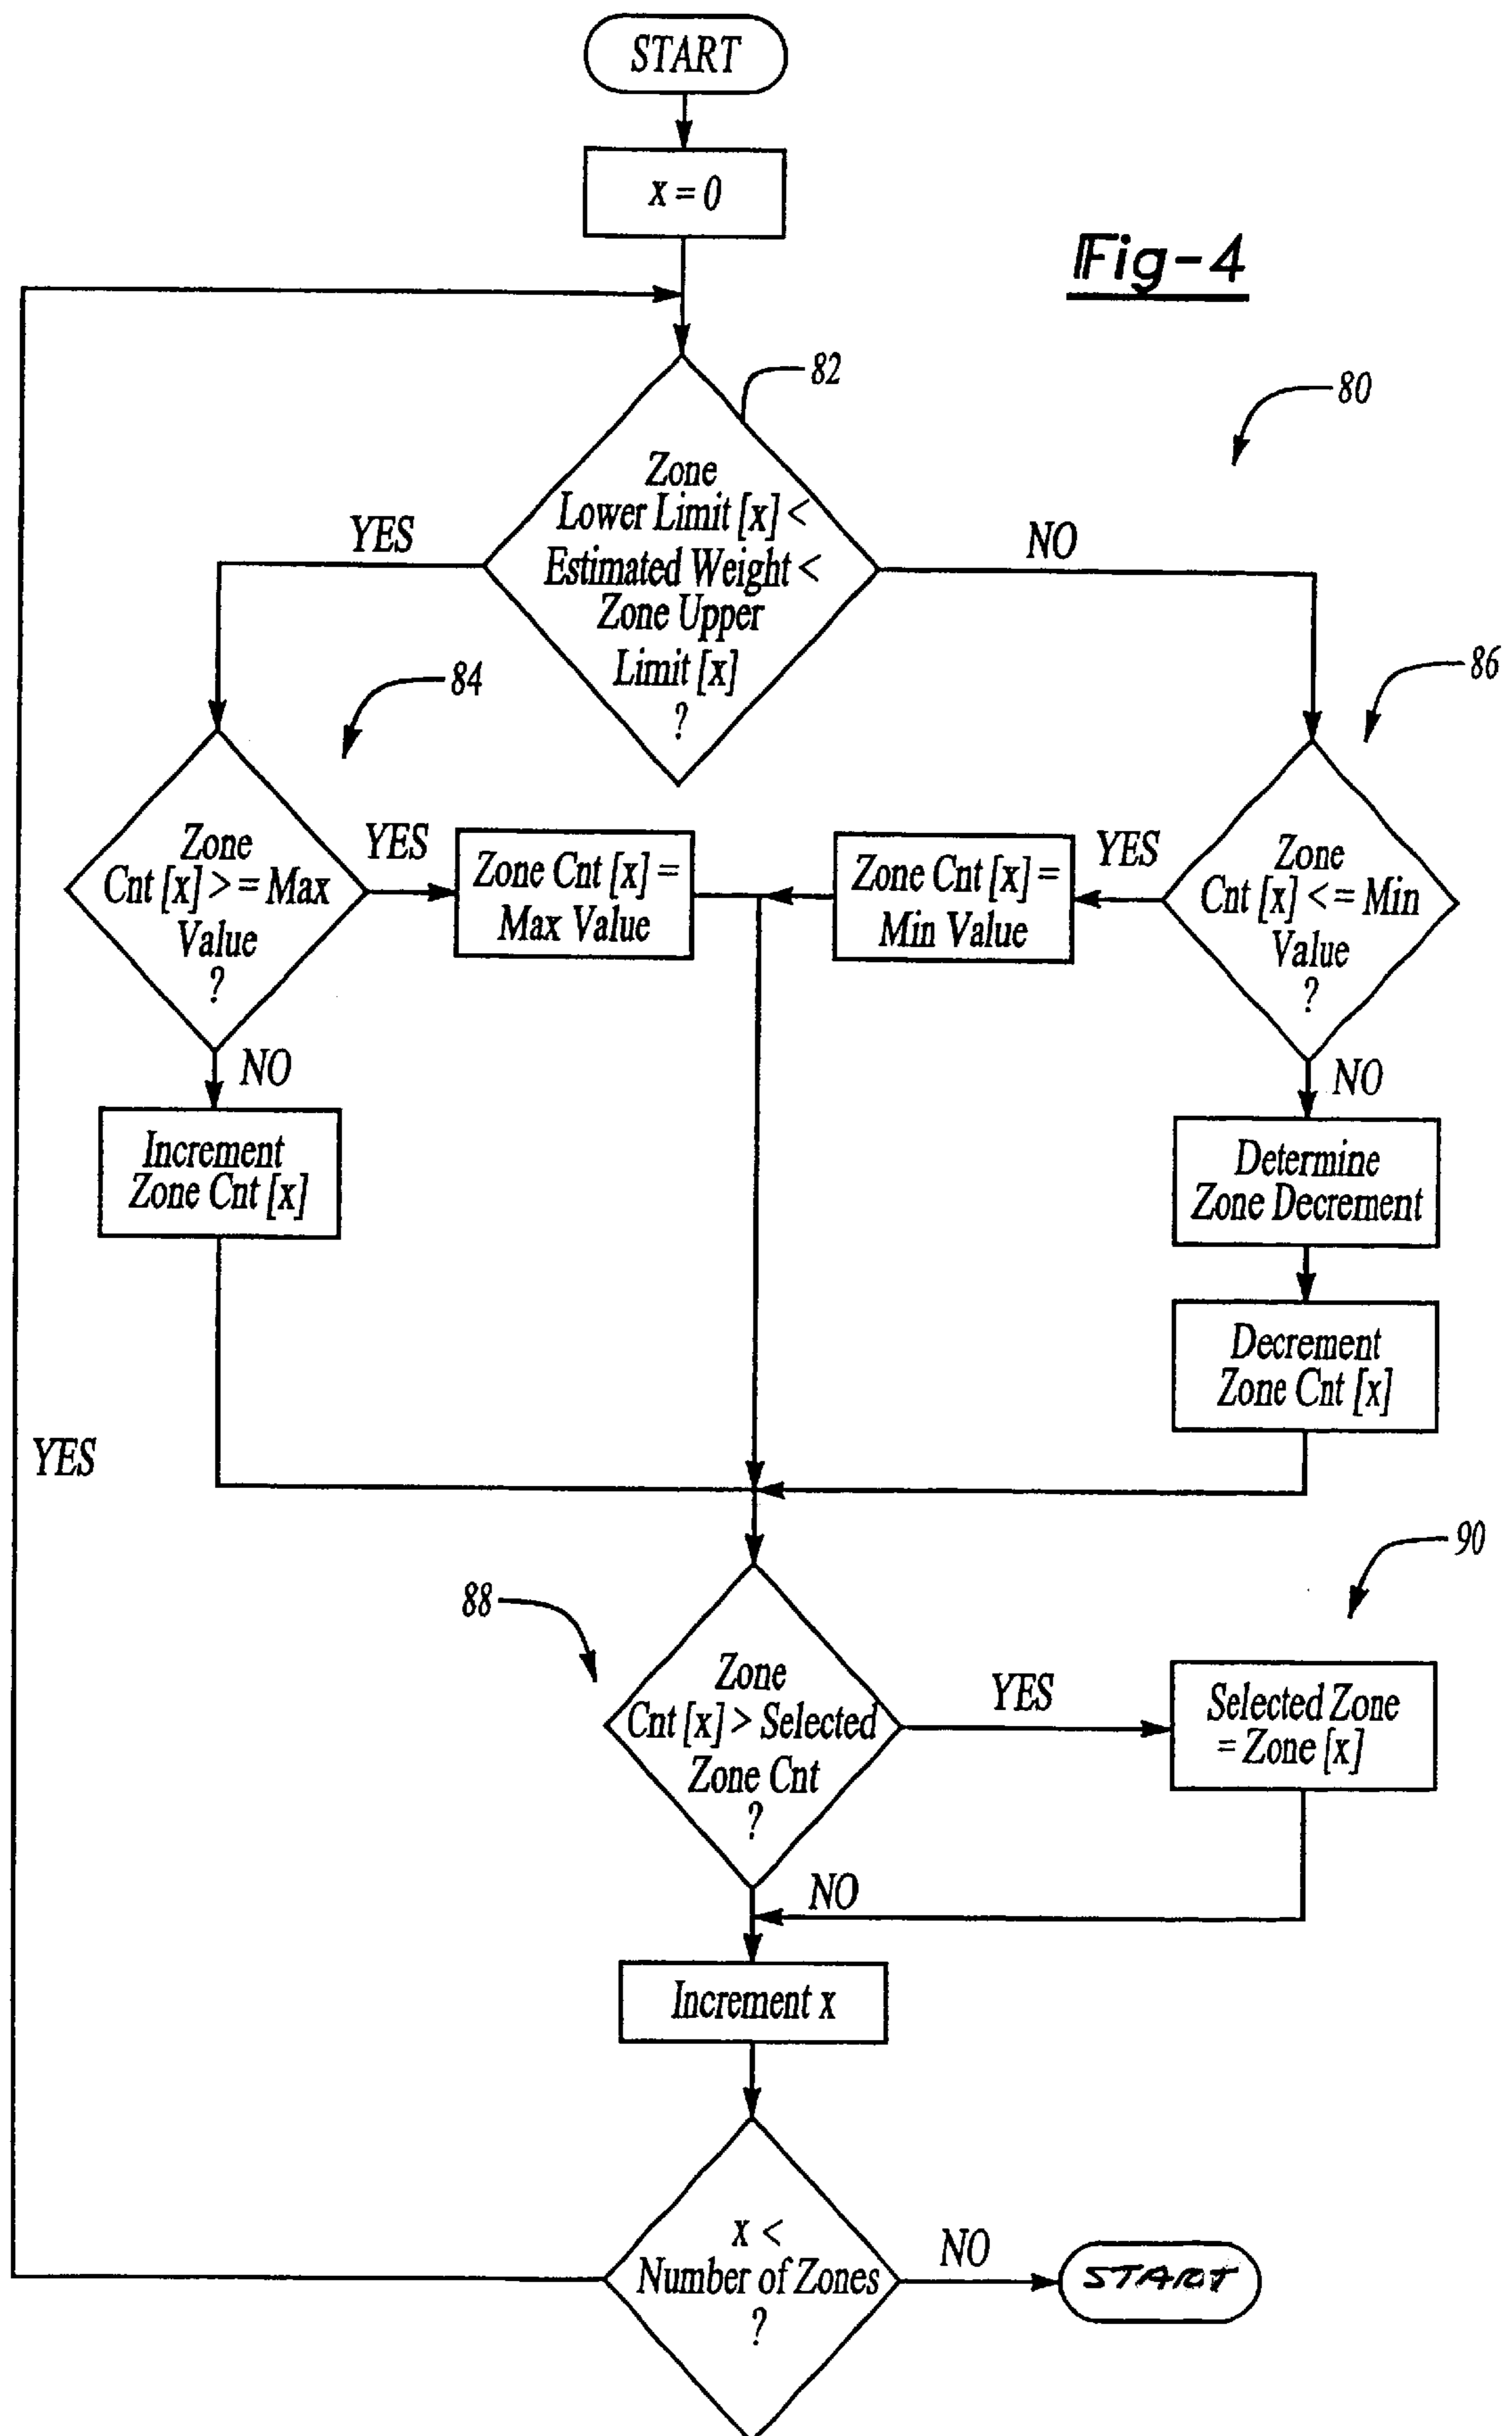 START
x = 0
Fig-4
82
80
Zone
Lower Limit [x] <
Estimated Weight <
Zone Upper
Limit [x]
?
YES
NO
84
86
Zone
Cnt [x] > = Max
Value
?
YES
Zone Cnt [x] =
Max Value
Zone Cnt [x] =
Min Value
YES
Zone
Cnt [x] < = Min
Value
?
NO
NO
Increment
Zone Cnt [x]
Determine
Zone Decrement
Decrement
Zone Cnt [x]
YES
90
88
Zone
Cnt [x] > Selected
Zone Cnt
?
YES
Selected Zone
= Zone [x]
NO
Increment x
x <
Number of Zones
?
NO
START